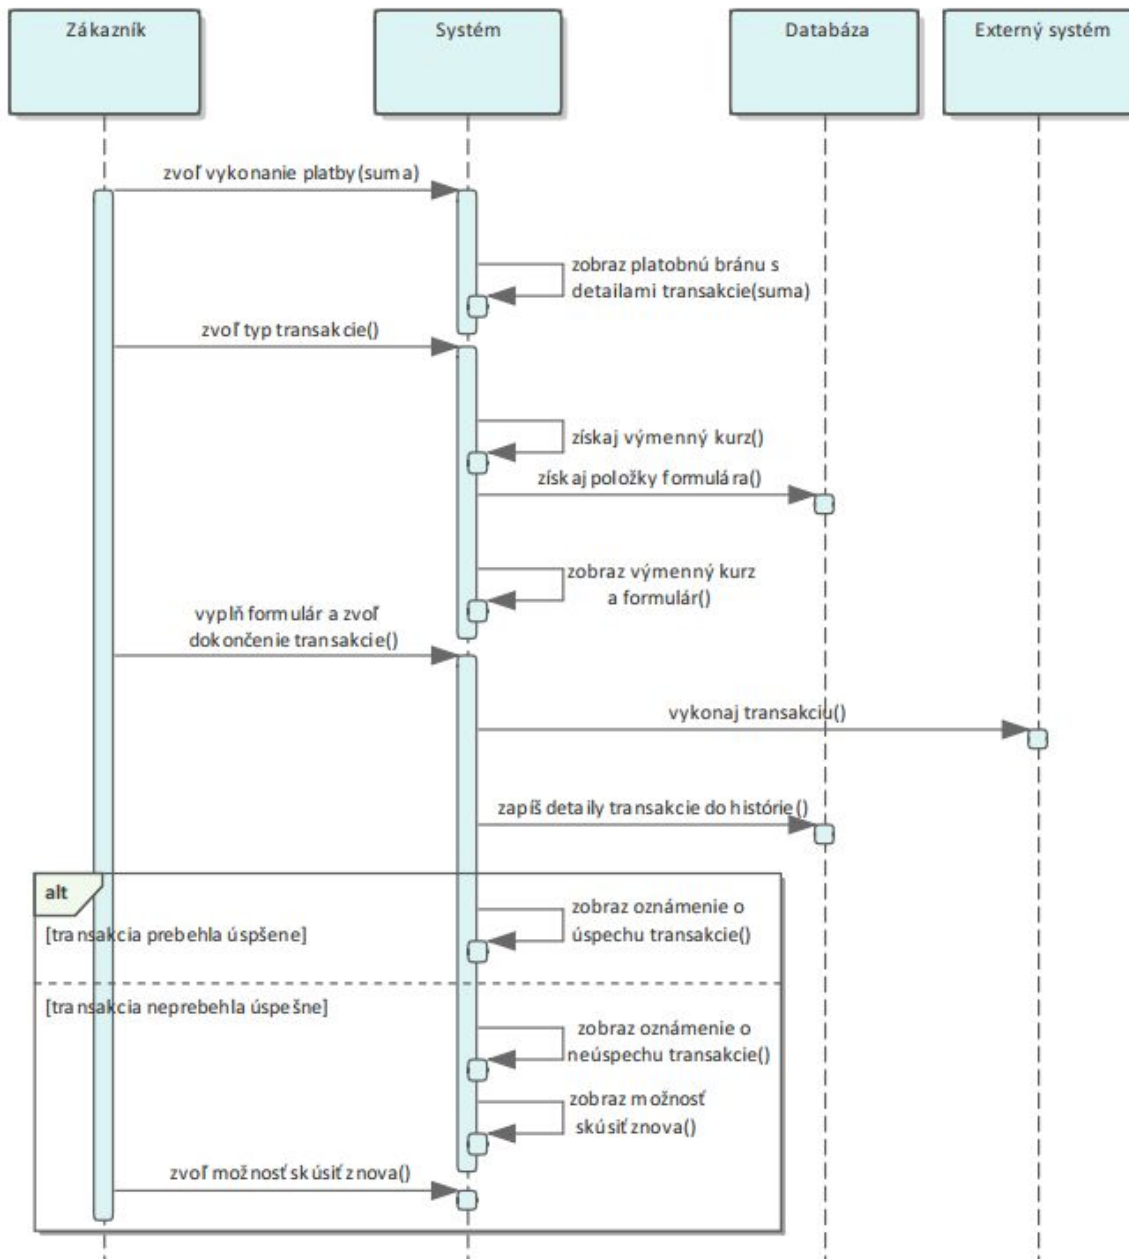 Zákazník
Systém
Databáza
Externý systém
zvoľ vykonanie platby(suma)
zobraz platobnú bránu s
detailami transakcie(suma)
zvoľ typ transakcie()
získaj výmenný kurz()
získaj položky formulára()
zobraz výmenný kurz
a formulár()
vyplň formulár a zvoľ
dokončenie transakcie()
vykonaj transakciu()
zapíš detaily transakcie do histórie()
alt
zobraz oznámenie o
úspechu transakcie()
[transakcia prebehla úspšene]
[transakcia neprebehla úspešne]
zobraz oznámenie o
neúspechu transakcie()
zobraz možnosť
skúsiť znova()
zvoľ možnosť skúsiť znova()